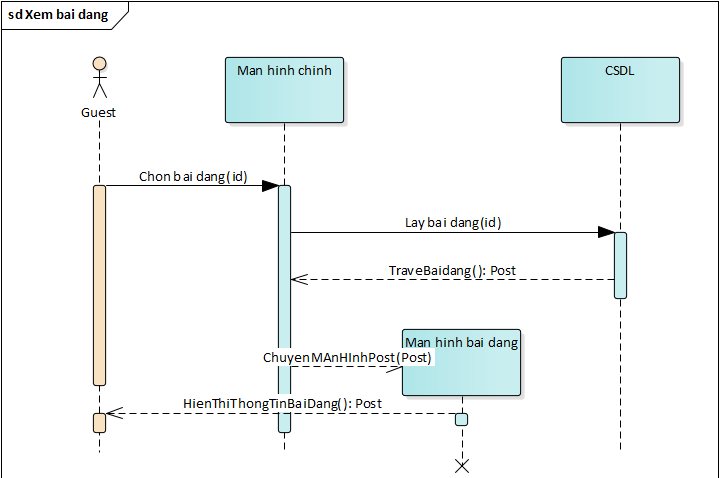 sd Xem bai dang
Man hinh chinh
CSDL
Guest
Chon bai dang(id)
Lay bai dang(id)
TraveBaidang(): Post
Man hinh bai dang
ChuyenMAnHInhPost(Post)
HienThiThongTinBaiDang(): Post